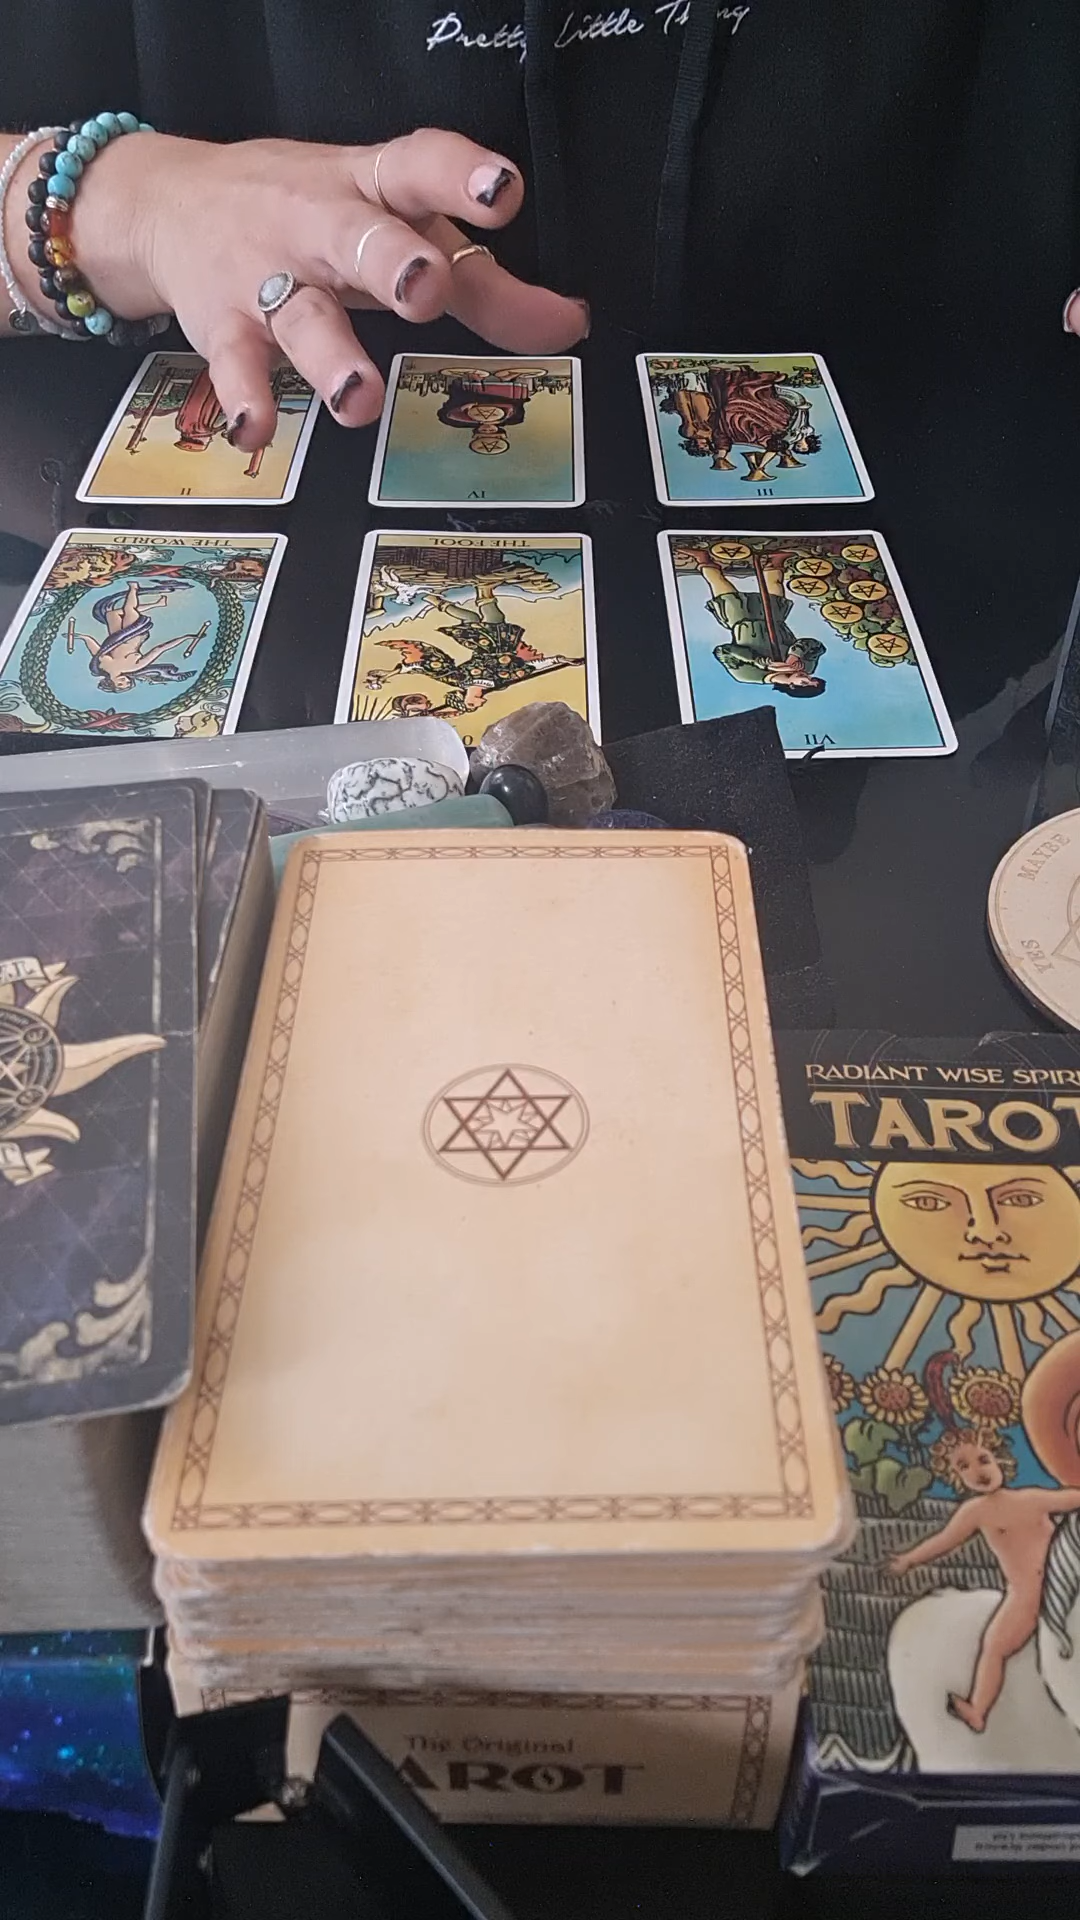 Pretty Little Thing
II
IV
III
THE WORLD
THE FOOL
0
VII
MAYBE
YES
RADIANT WISE SPIRI
TAROT
The Original
TAROT